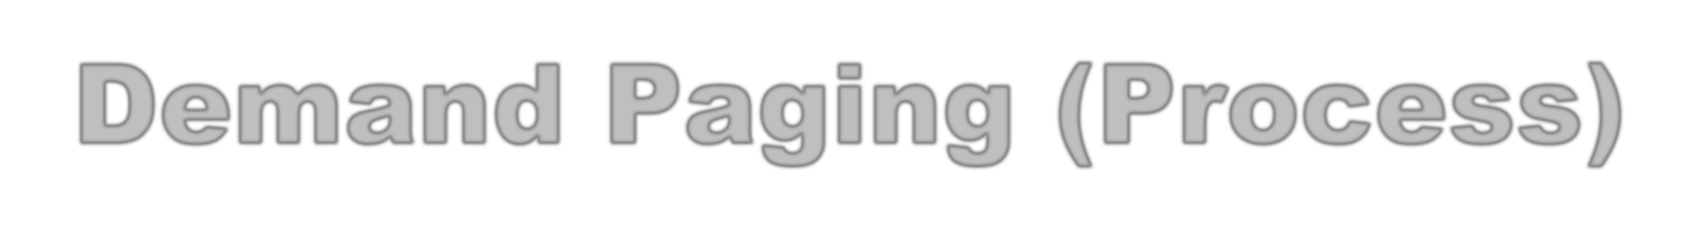 Demand Paging (Process)